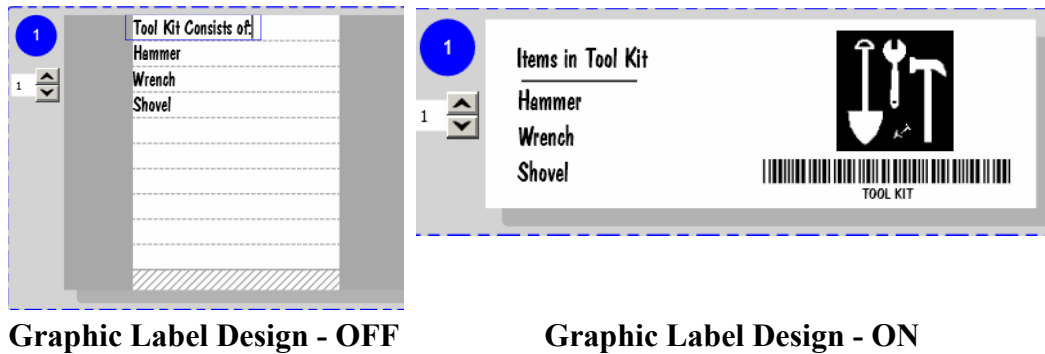 1
Tool Kit Consists of:
Hammer
Wrench
1
Shovel
Graphic Label Design - OFF
1
Items in Tool Kit
Hammer
1
Wrench
Shovel
TOOL KIT
Graphic Label Design - ON